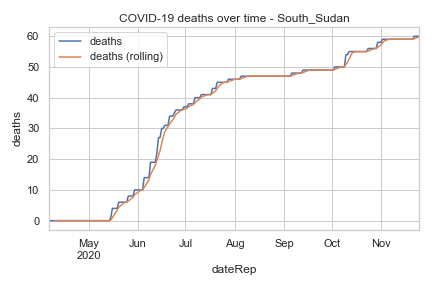 COVID-19 deaths over time - South_Sudan
deaths
deaths (rolling)
60
50
40
30
20
10
0
deaths
May
2020
Jun
Jul
Aug
Sep
Oct
Nov
dateRep